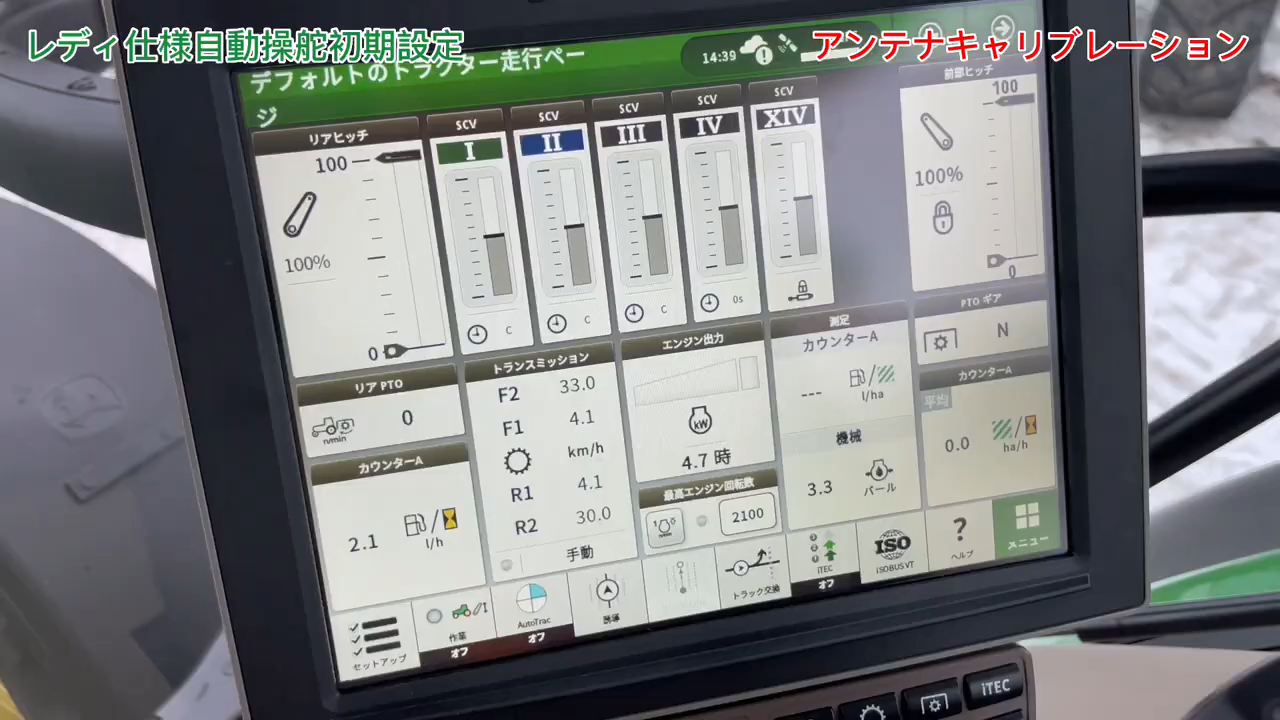 レディ仕様自動操舵初期設定
アンテナキャリブレーション
デフォルトのトラクター走行ペー
ジ
14:39
リアヒッチ
100
100%
0
SCV
I
C
SCV
II
C
SCV
III
C
SCV
IV
0s
SCV
XIV
前部ヒッチ
100
100%
0
PTO ギア
N
リア PTO
n/min
0
トランスミッション
F2 33.0
F1 4.1
km/h
R1 4.1
R2 30.0
手動
エンジン出力
kW
4.7 時
最高エンジン回転数
2100
測定
カウンターA
---
l/ha
機械
3.3
バール
カウンターA
平均
0.0
ha/h
カウンターA
2.1
l/h
セットアップ
作業
オフ
AutoTrac
オフ
誘導
トラック交換
iTEC
オフ
ISO
ISOBUS VT
?
ヘルプ
メニュー
iTEC